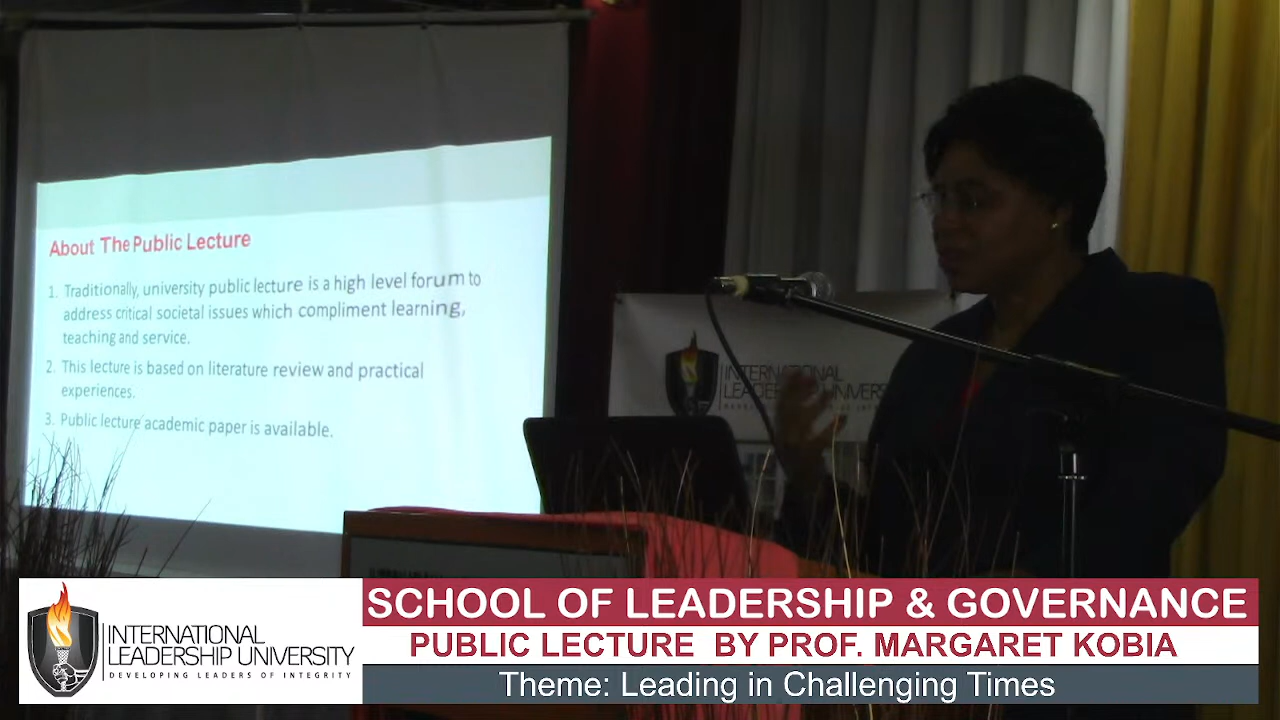 About The Public Lecture
1. Traditionally, university public lecture is a high level forum to
address critical societal issues which compliment learning,
teaching and service.
2. This lecture is based on literature review and practical
experiences.
3. Public lecture academic paper is available.
INTERNATIONAL
LEADERSHIP UNIVERSI
SCHOOL OF LEADERSHIP & GOVERNANCE
PUBLIC LECTURE BY PROF. MARGARET KOBIA
Theme: Leading in Challenging Times
INTERNATIONAL
LEADERSHIP UNIVERSITY
DEVELOPING LEADERS OF INTEGRITY